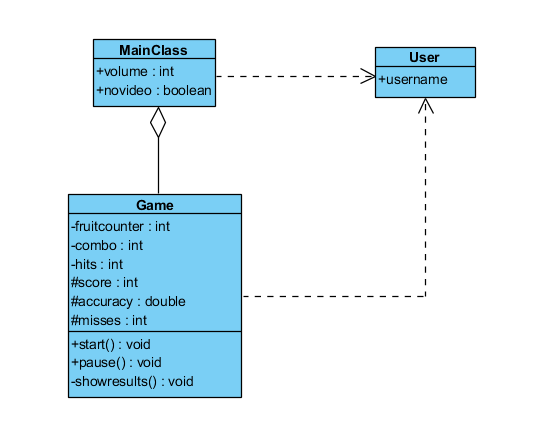 MainClass
+volume : int
+novideo : boolean
User
+username
Game
-fruitcounter : int
-combo : int
-hits : int
#score : int
#accuracy : double
#misses : int
+start() : void
+pause() : void
-showresults() : void